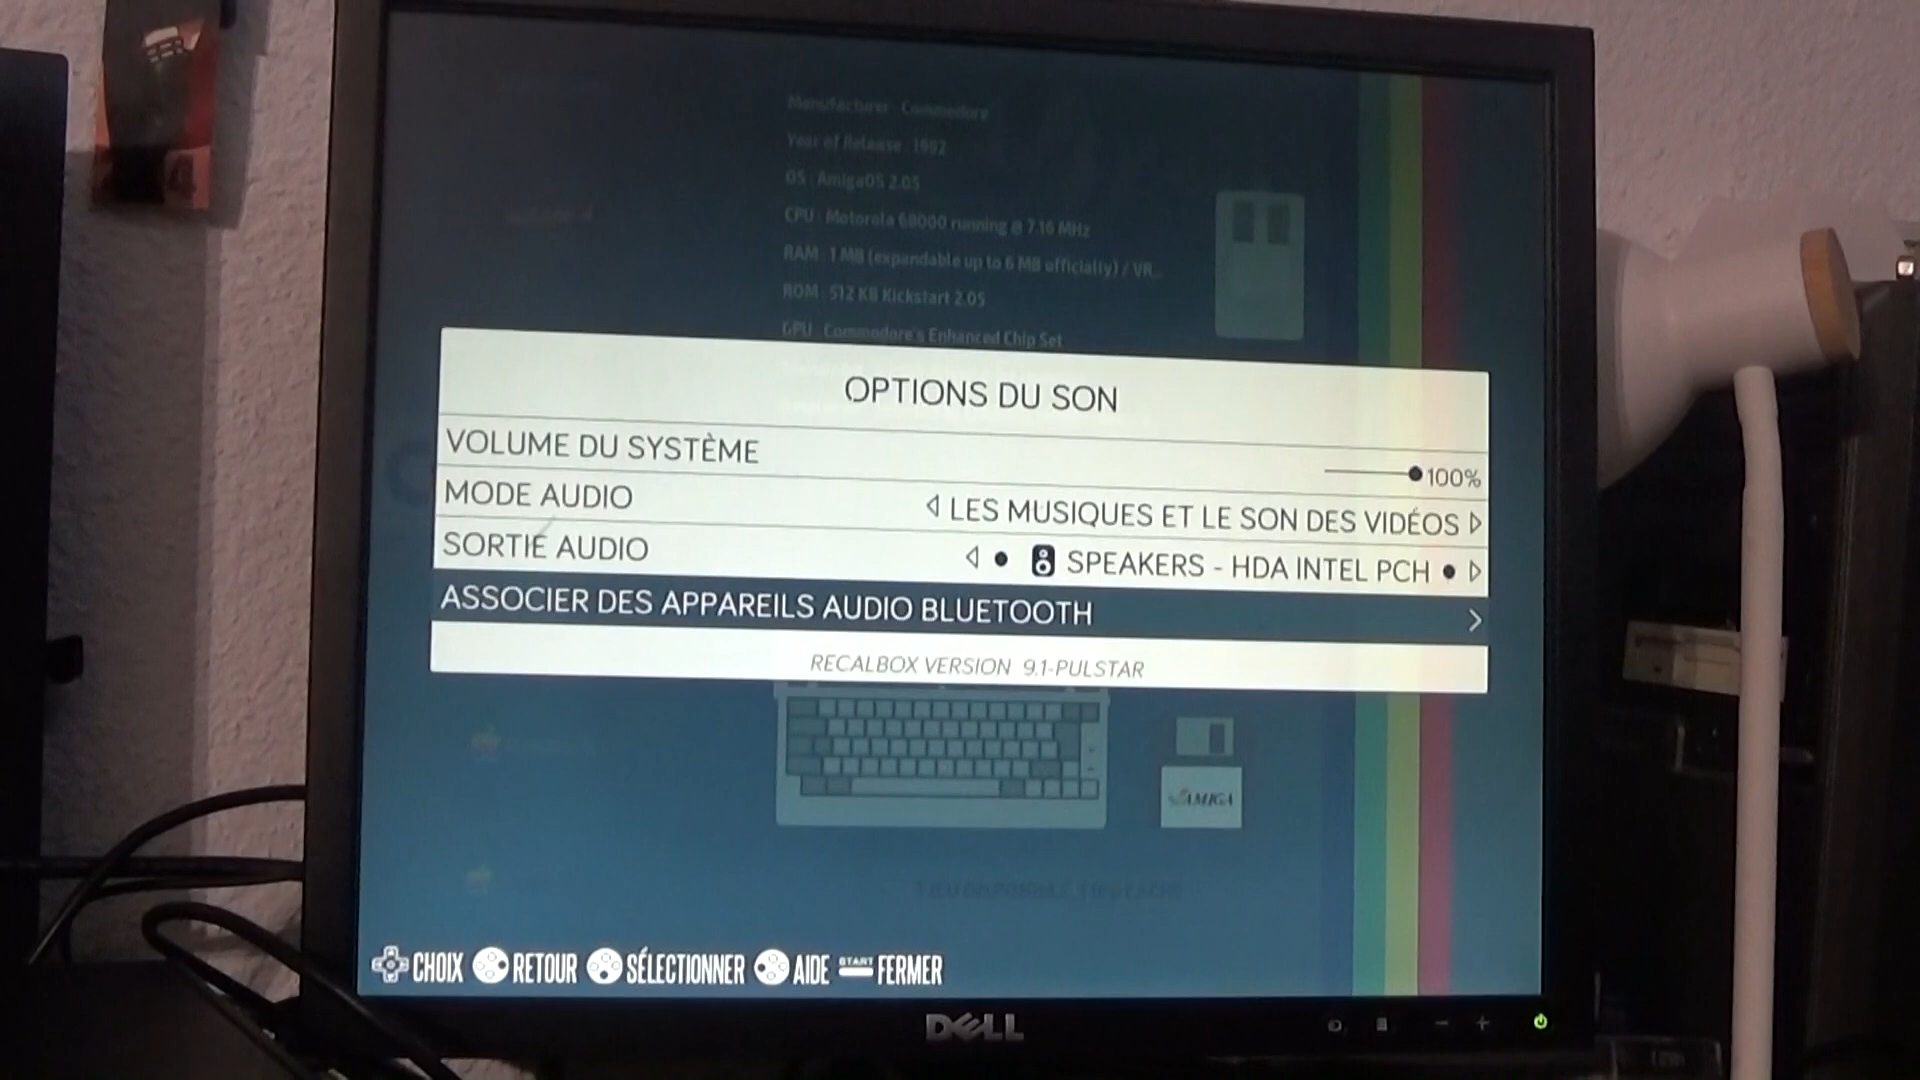 Manufacturer : Commodore
Year of Release : 1992
OS : AmigaOS 2.05
CPU : Motorola 68000 running @ 7.16 MHz
RAM : 1 MB (expandable up to 6 MB officially) / VR...
ROM : 512 KB Kickstart 2.05
GPU : Commodore's Enhanced Chip Set
OPTIONS DU SON
VOLUME DU SYSTÈME 100%
MODE AUDIO LES MUSIQUES ET LE SON DES VIDÉOS
SORTIE AUDIO SPEAKERS - HDA INTEL PCH
ASSOCIER DES APPAREILS AUDIO BLUETOOTH
RECALBOX VERSION 9.1-PULSTAR
AMIGA
CHOIX RETOUR SÉLECTIONNER AIDE START FERMER
DELL